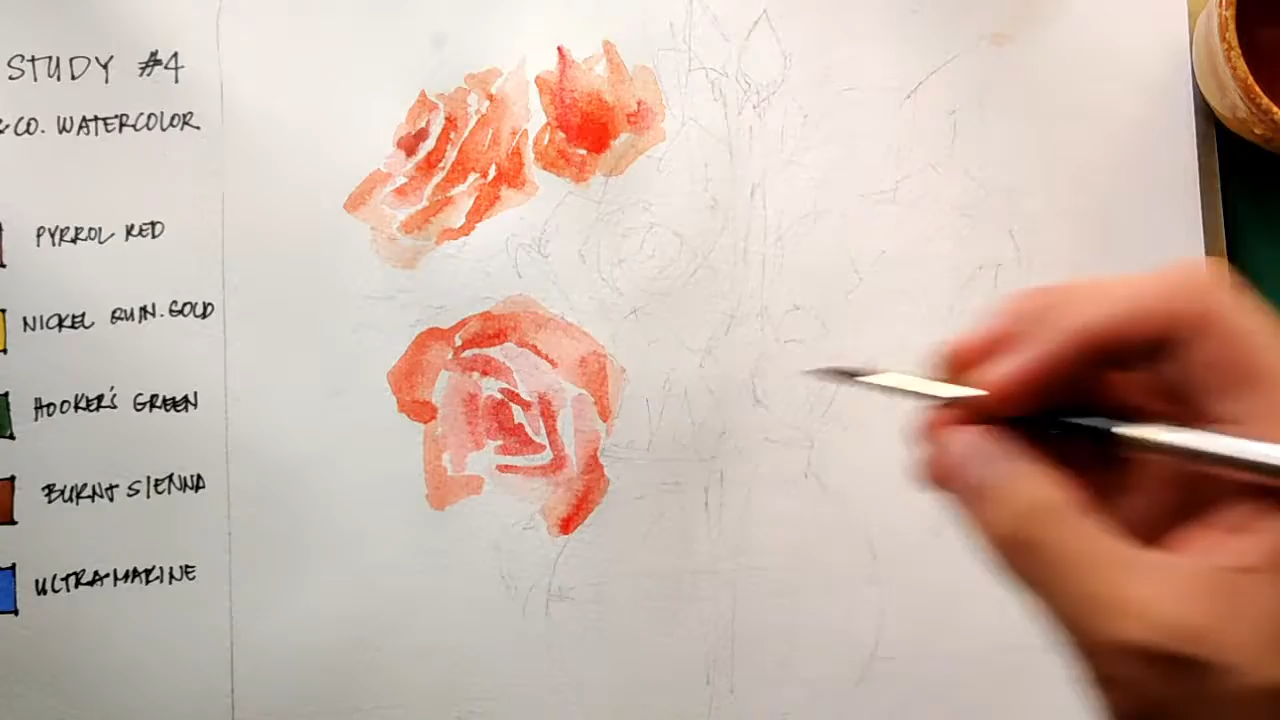 STUDY #4
& CO. WATERCOLOR
PYRROL RED
NICKEL QUIN. GOLD
HOOKER'S GREEN
BURNT SIENNA
ULTRAMARINE